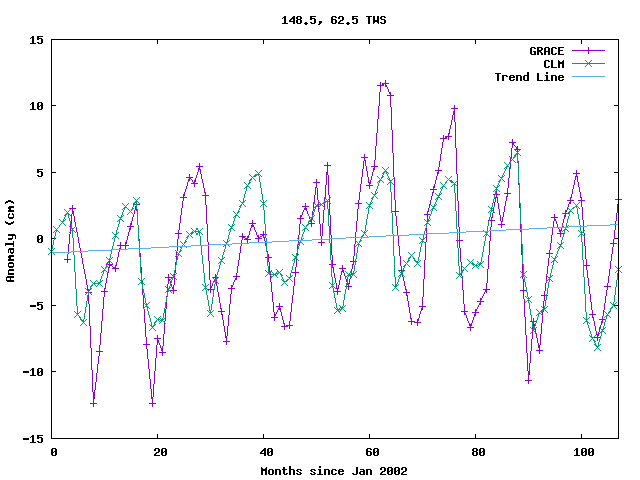 148.5, 62.5 TWS
GRACE
CLM
Trend Line
15
10
5
0
-5
-10
-15
Anomaly (cm)
0 20 40 60 80 100
Months since Jan 2002